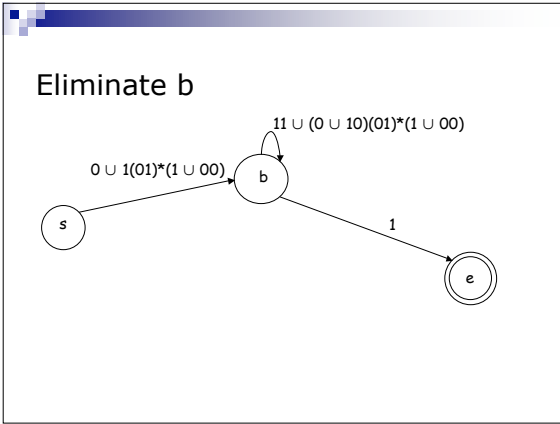 Eliminate b
11 ∪ (0 ∪ 10)(01)*(1 ∪ 00)
0 ∪ 1(01)*(1 ∪ 00)
b
s
1
e